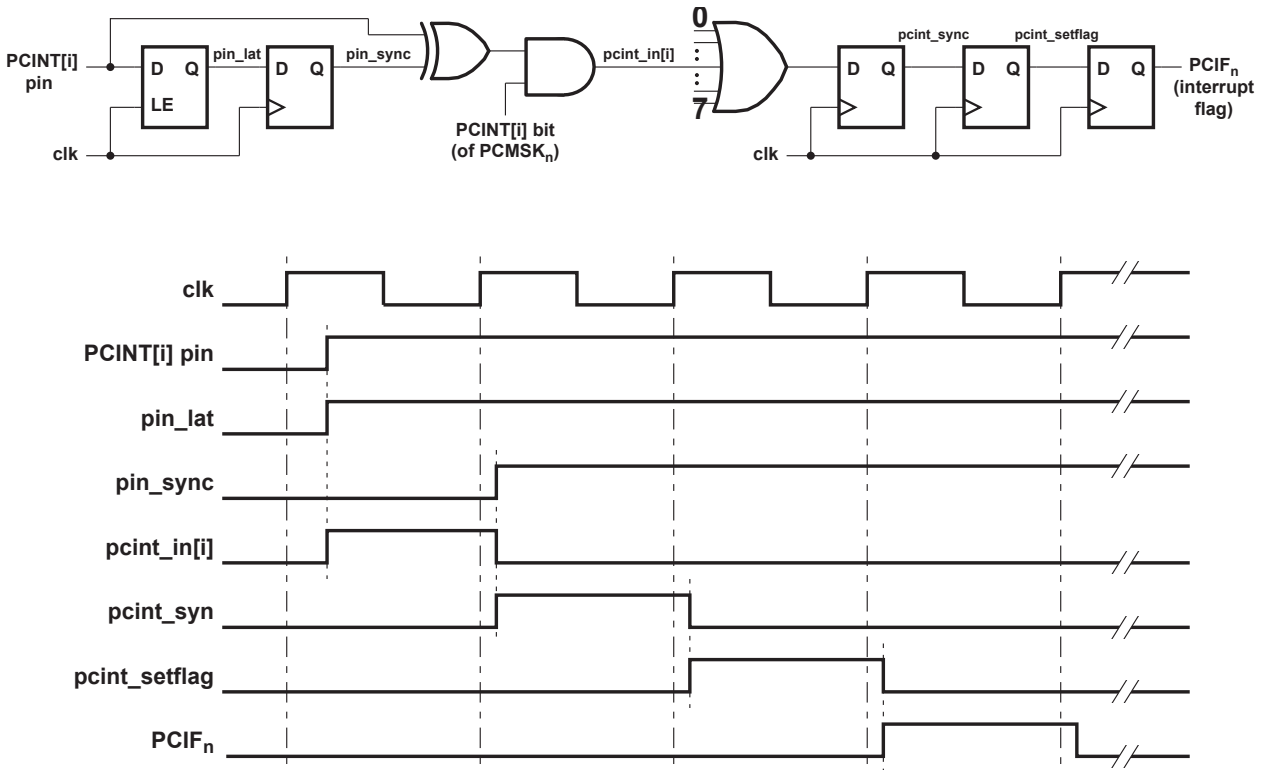 0
PCINT[i]
pin
pin_lat
pin_sync
pcint_in[i]
pcint_sync
pcint_setflag
D Q
LE
D Q
D Q
D Q
D Q
PCIFn
(interrupt
flag)
7
clk
PCINT[i] bit
(of PCMSKn)
clk
clk
PCINT[i] pin
pin_lat
pin_sync
pcint_in[i]
pcint_syn
pcint_setflag
PCIFn